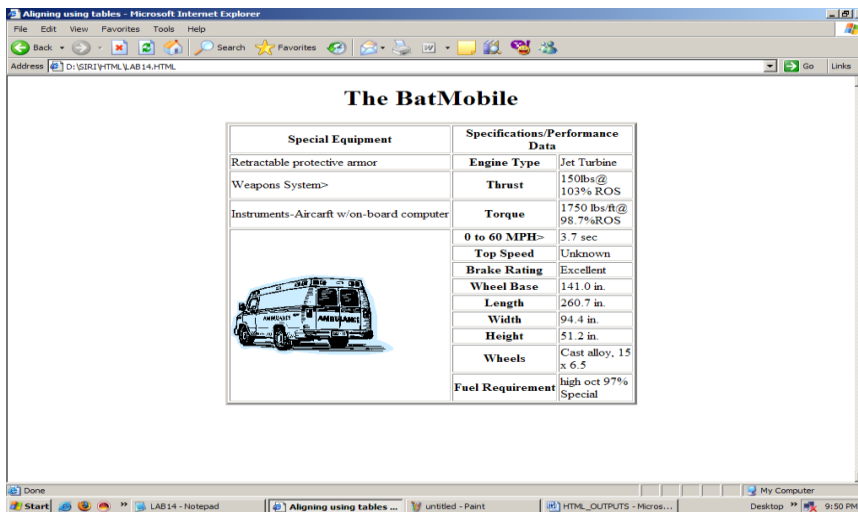 Aligning using tables - Microsoft Internet Explorer
File Edit View Favorites Tools Help
Back Search Favorites
Address D:\SIRI\HTML\LAB14.HTML Go Links
The BatMobile
Special Equipment
Specifications/Performance
Data
Retractable protective armor
Engine Type Jet Turbine
Weapons System>
Thrust
150lbs@
103% ROS
Instruments-Aircarft w/on-board computer
Torque
1750 lbs/ft@
98.7%ROS
0 to 60 MPH> 3.7 sec
Top Speed Unknown
Brake Rating Excellent
Wheel Base 141.0 in.
Length 260.7 in.
Width 94.4 in.
Height 51.2 in.
Wheels
Cast alloy, 15
x 6.5
Fuel Requirement
high oct 97%
Special
AMBULANCE
AMBULANCE
Done My Computer
Start LAB14 - Notepad Aligning using tables ... untitled - Paint HTML_OUTPUTS - Micros... Desktop 9:50 PM